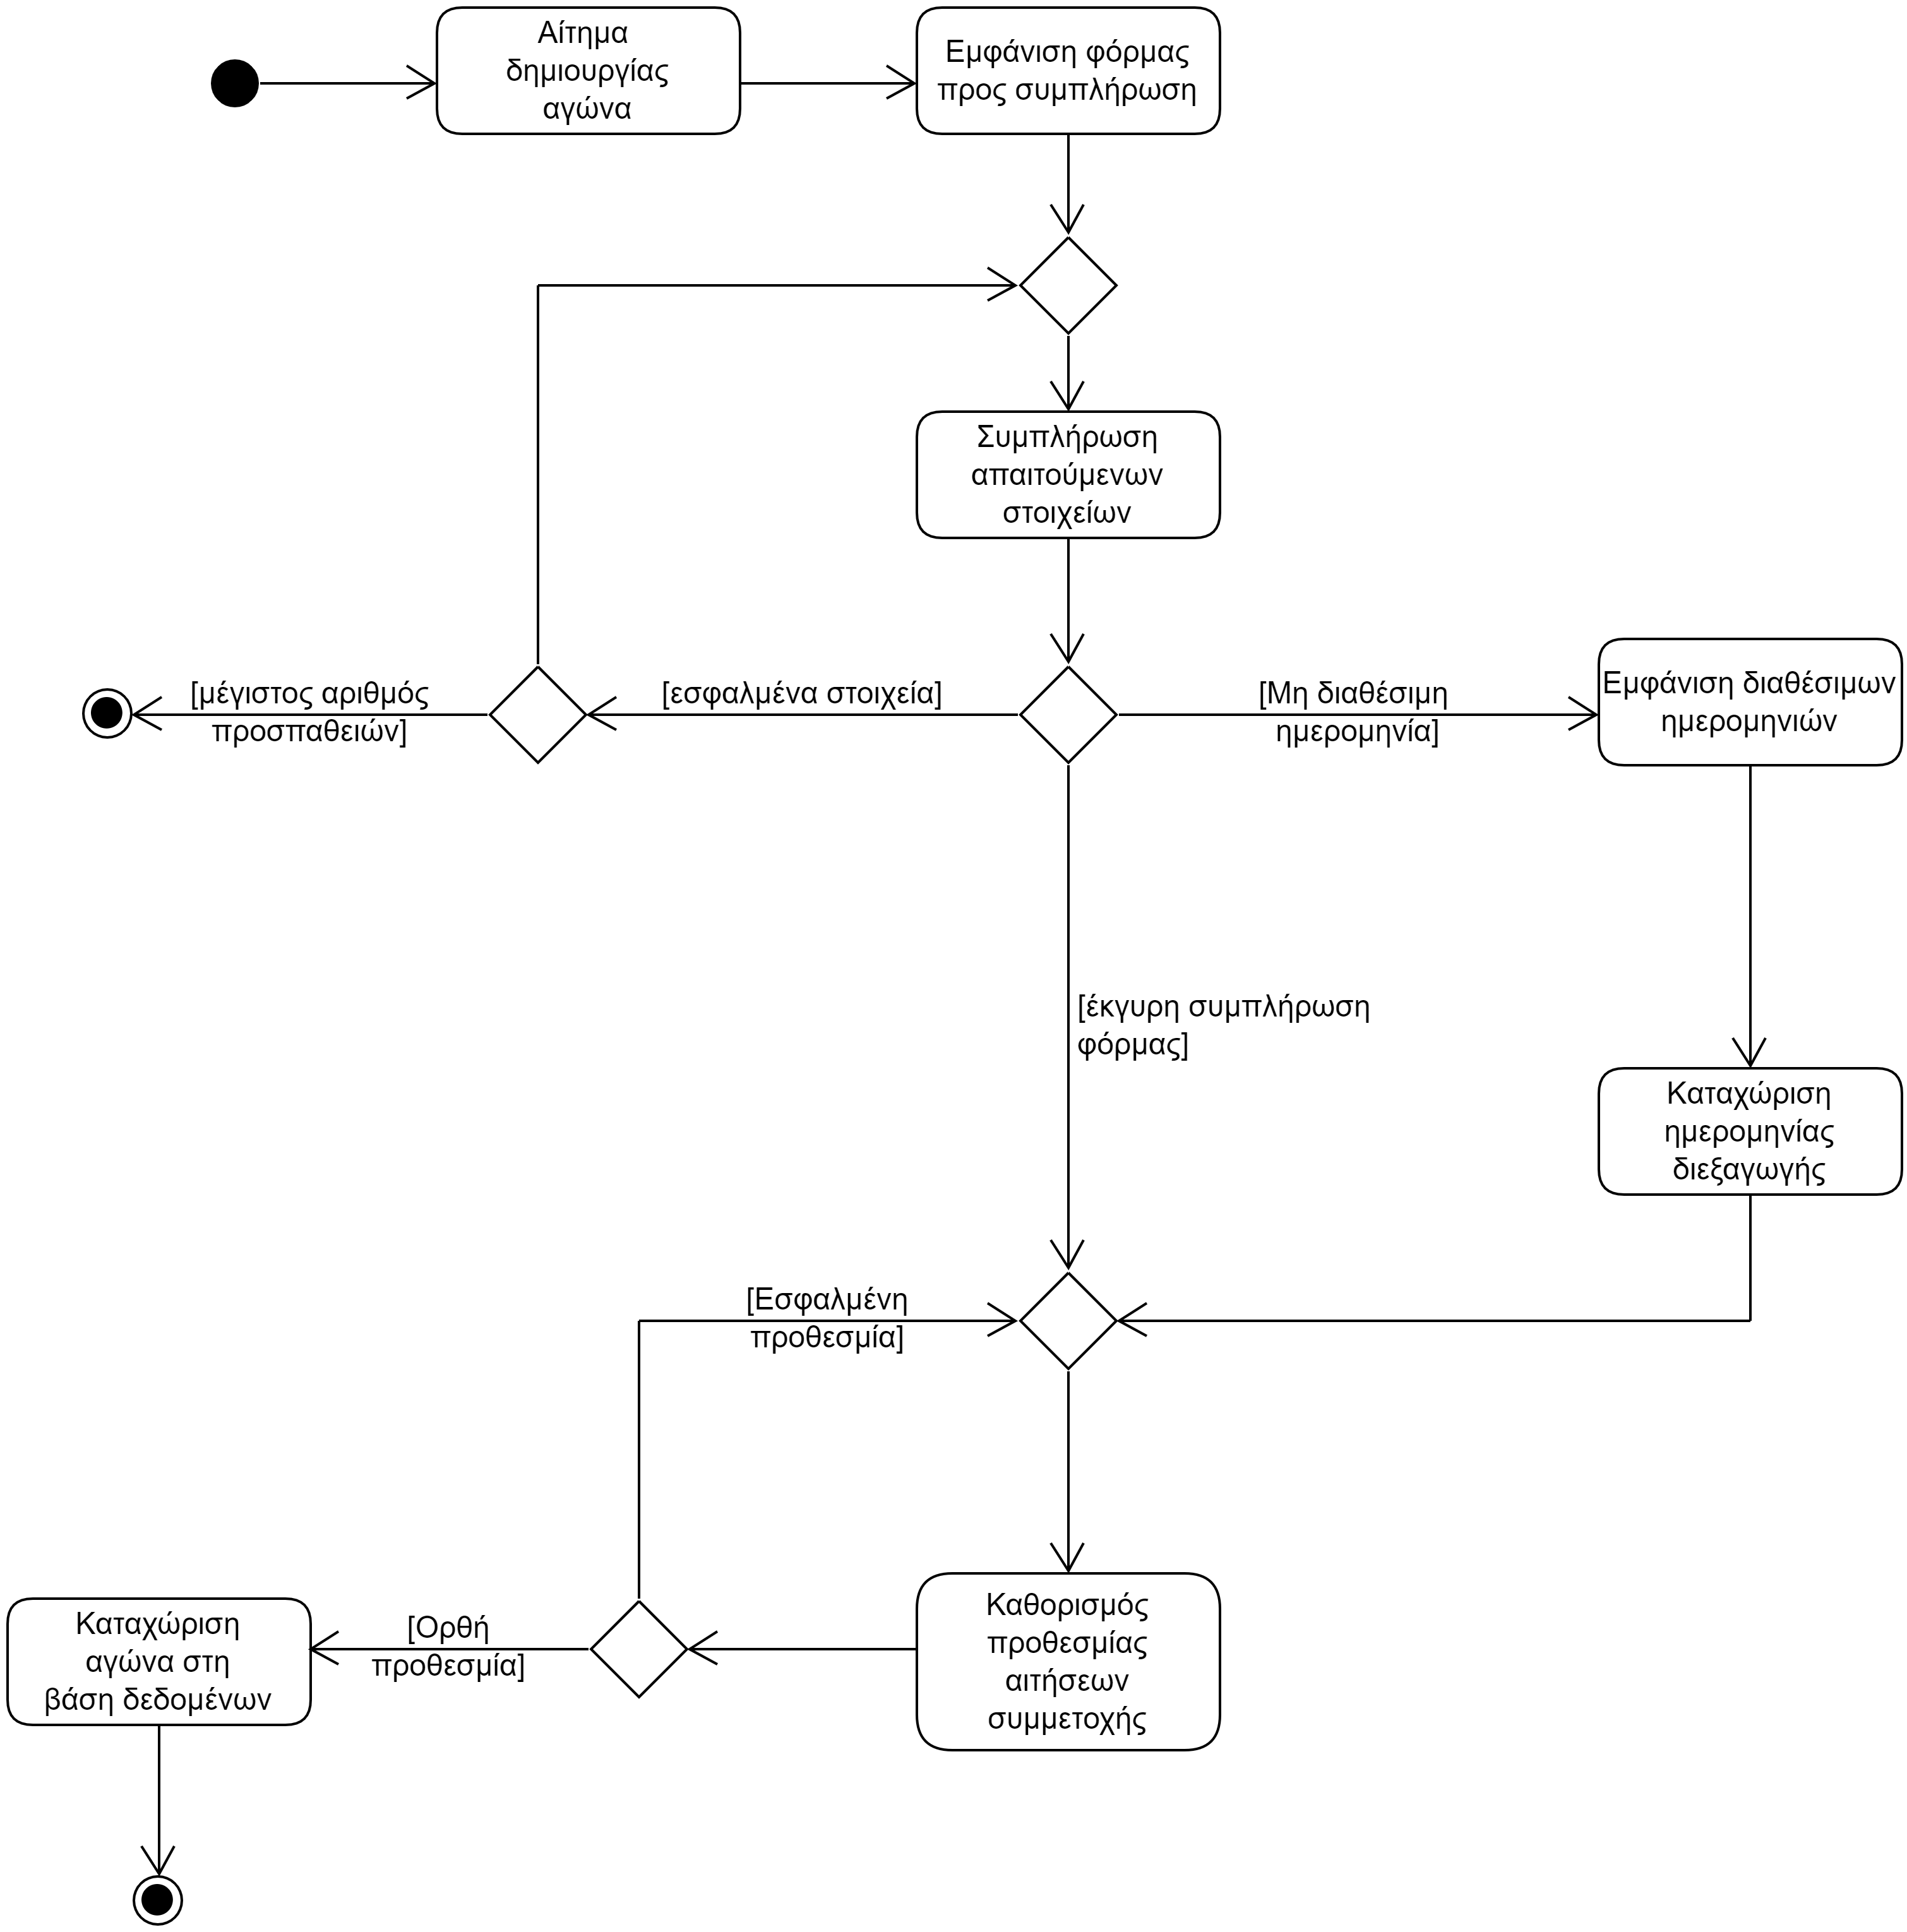 Αίτημα
δημιουργίας
αγώνα
Εμφάνιση φόρμας
προς συμπλήρωση
Συμπλήρωση
απαιτούμενων
στοιχείων
[μέγιστος αριθμός
προσπαθειών]
[εσφαλμένα στοιχεία]
[Μη διαθέσιμη
ημερομηνία]
Εμφάνιση διαθέσιμων
ημερομηνιών
[έκγυρη συμπλήρωση
φόρμας]
Καταχώριση
ημερομηνίας
διεξαγωγής
[Εσφαλμένη
προθεσμία]
Καταχώριση
αγώνα στη
βάση δεδομένων
[Ορθή
προθεσμία]
Καθορισμός
προθεσμίας
αιτήσεων
συμμετοχής